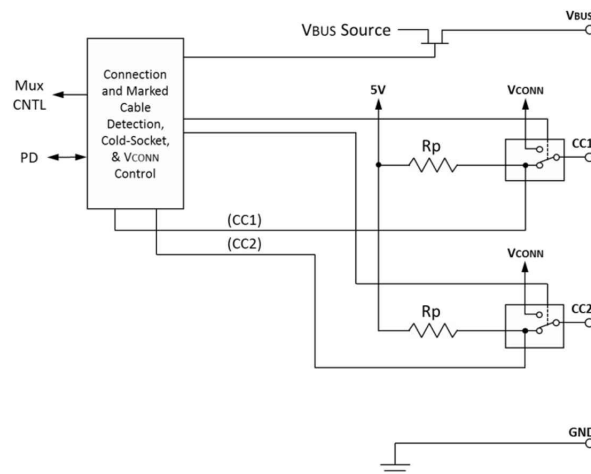 VBUS Source
VBUS
Connection
and Marked
Cable
Detection,
Cold-Socket,
& VCONN
Control
Mux
CNTL
PD
5V
VCONN
Rp
CC1
(CC1)
(CC2)
VCONN
Rp
CC2
GND